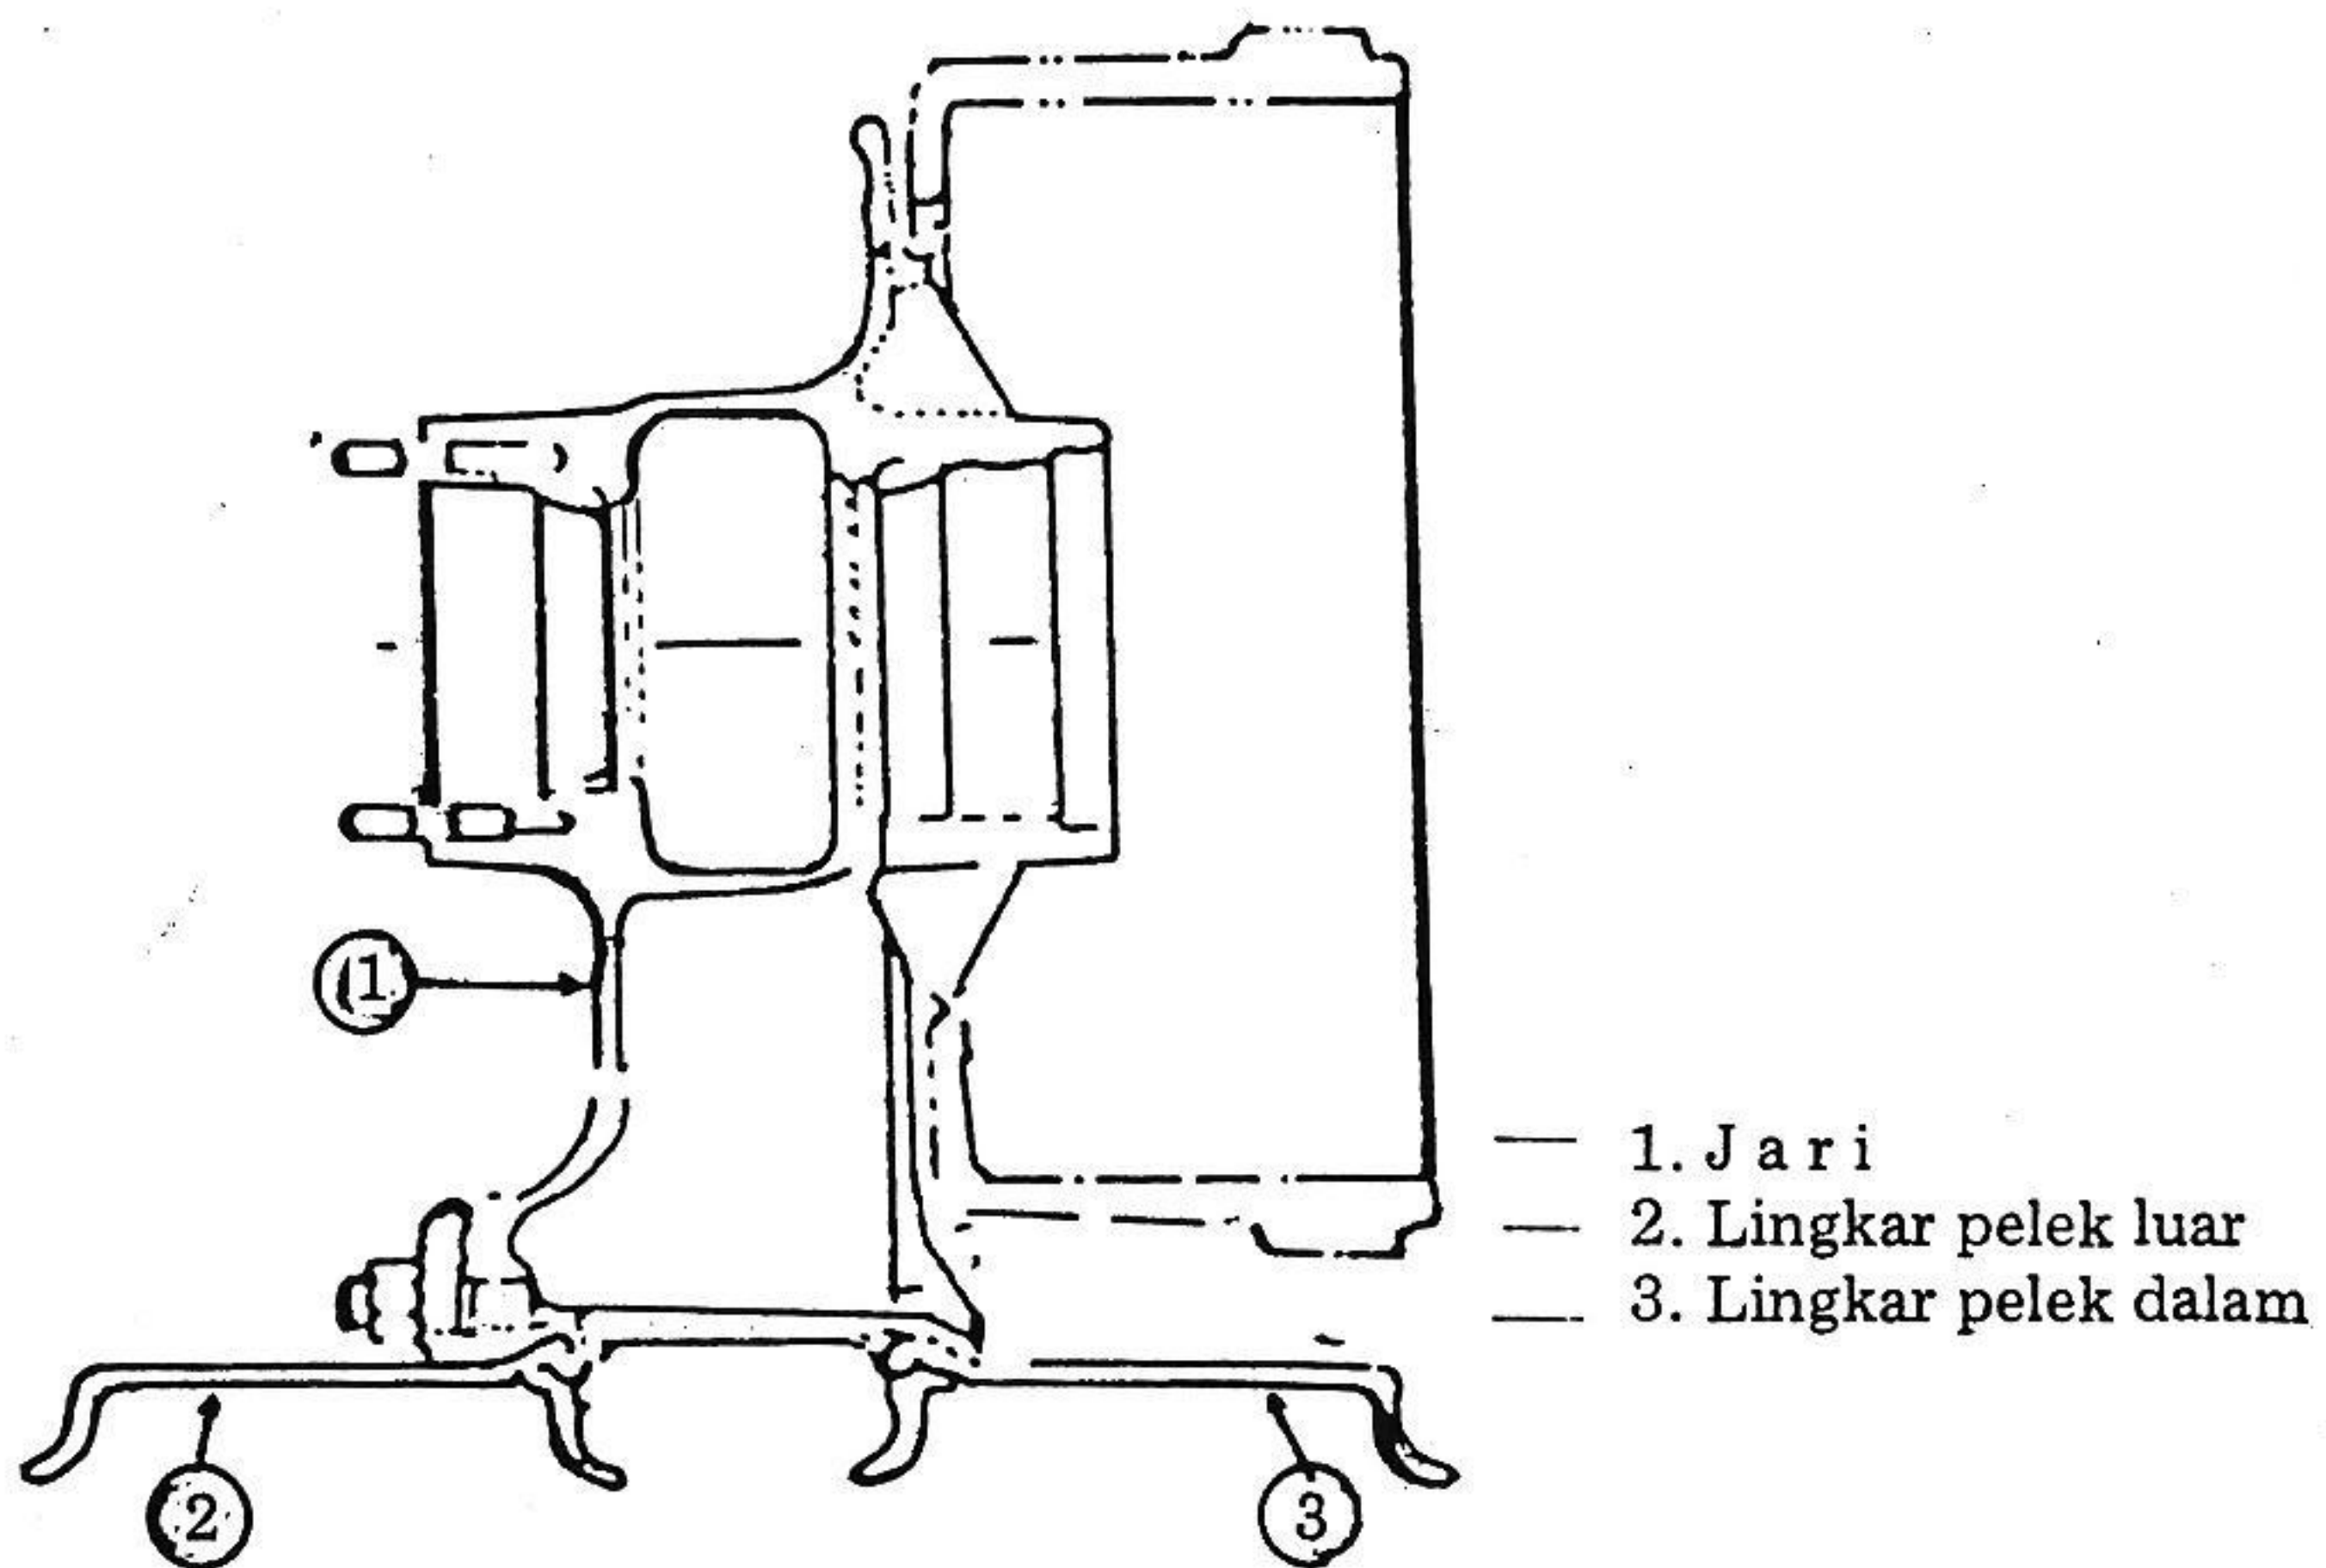 1
1. J a r i
2. Lingkar pelek luar
3. Lingkar pelek dalam
2
3